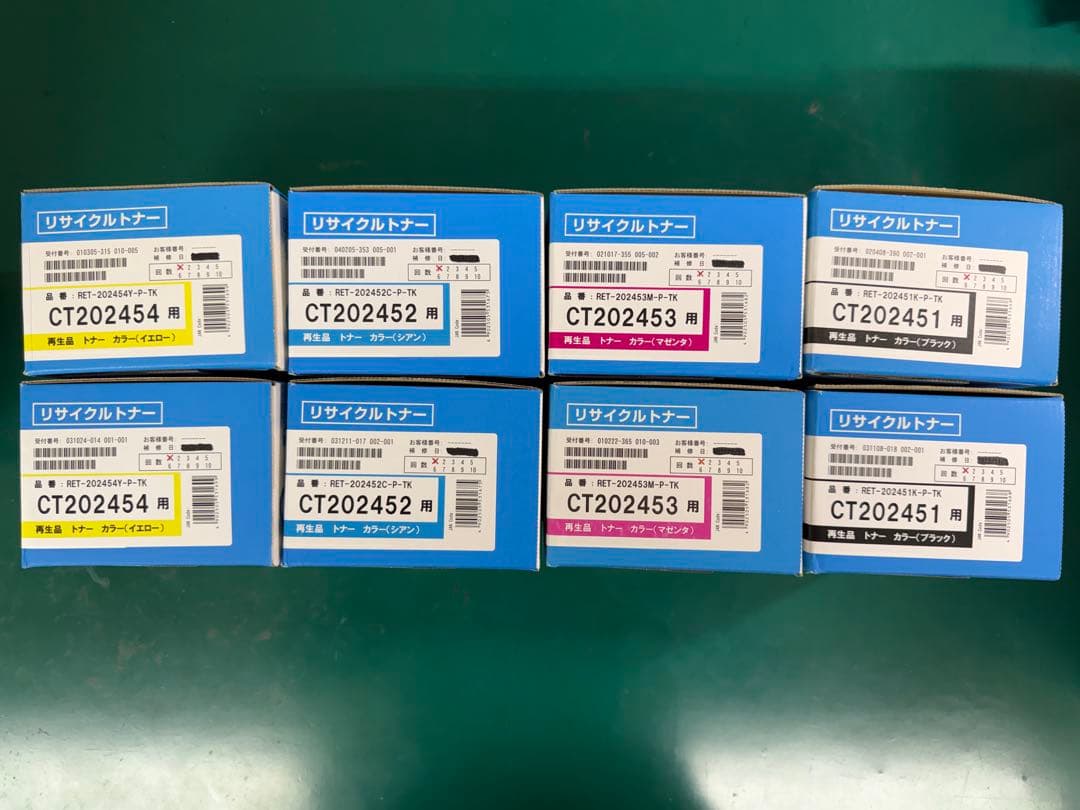 リサイクルトナー
受付番号: 010305-315 010-005 お客様番号: -------
補修日
回数 × 2 3 4 5
6 7 8 9 10
品番 : RET-202454Y-P-TK
CT202454 用
再生品 トナー カラー(イエロー)
JAN Code
リサイクルトナー
受付番号: 040205-353 005-001 お客様番号: -------
補修日
回数 × 2 3 4 5
6 7 8 9 10
品番 : RET-202452C-P-TK
CT202452 用
再生品 トナー カラー(シアン)
JAN Code
リサイクルトナー
受付番号: 021017-355 005-002 お客様番号: -------
補修日
回数 × 2 3 4 5
6 7 8 9 10
品番 : RET-202453M-P-TK
CT202453 用
再生品 トナー カラー(マゼンタ)
JAN Code
リサイクルトナー
受付番号: 020408-390 002-001 お客様番号: -------
補修日
回数 × 2 3 4 5
6 7 8 9 10
品番 : RET-202451K-P-TK
CT202451 用
再生品 トナー カラー(ブラック)
JAN Code
リサイクルトナー
受付番号: 031024-014 001-001 お客様番号: -------
補修日
回数 × 2 3 4 5
6 7 8 9 10
品番 : RET-202454Y-P-TK
CT202454 用
再生品 トナー カラー(イエロー)
JAN Code
リサイクルトナー
受付番号: 031211-017 002-001 お客様番号: -------
補修日
回数 × 2 3 4 5
6 7 8 9 10
品番 : RET-202452C-P-TK
CT202452 用
再生品 トナー カラー(シアン)
JAN Code
リサイクルトナー
受付番号: 010222-365 010-003 お客様番号: -------
補修日
回数 × 2 3 4 5
6 7 8 9 10
品番 : RET-202453M-P-TK
CT202453 用
再生品 トナー カラー(マゼンタ)
JAN Code
リサイクルトナー
受付番号: 031108-018 002-001 お客様番号: -------
補修日
回数 × 2 3 4 5
6 7 8 9 10
品番 : RET-202451K-P-TK
CT202451 用
再生品 トナー カラー(ブラック)
JAN Code